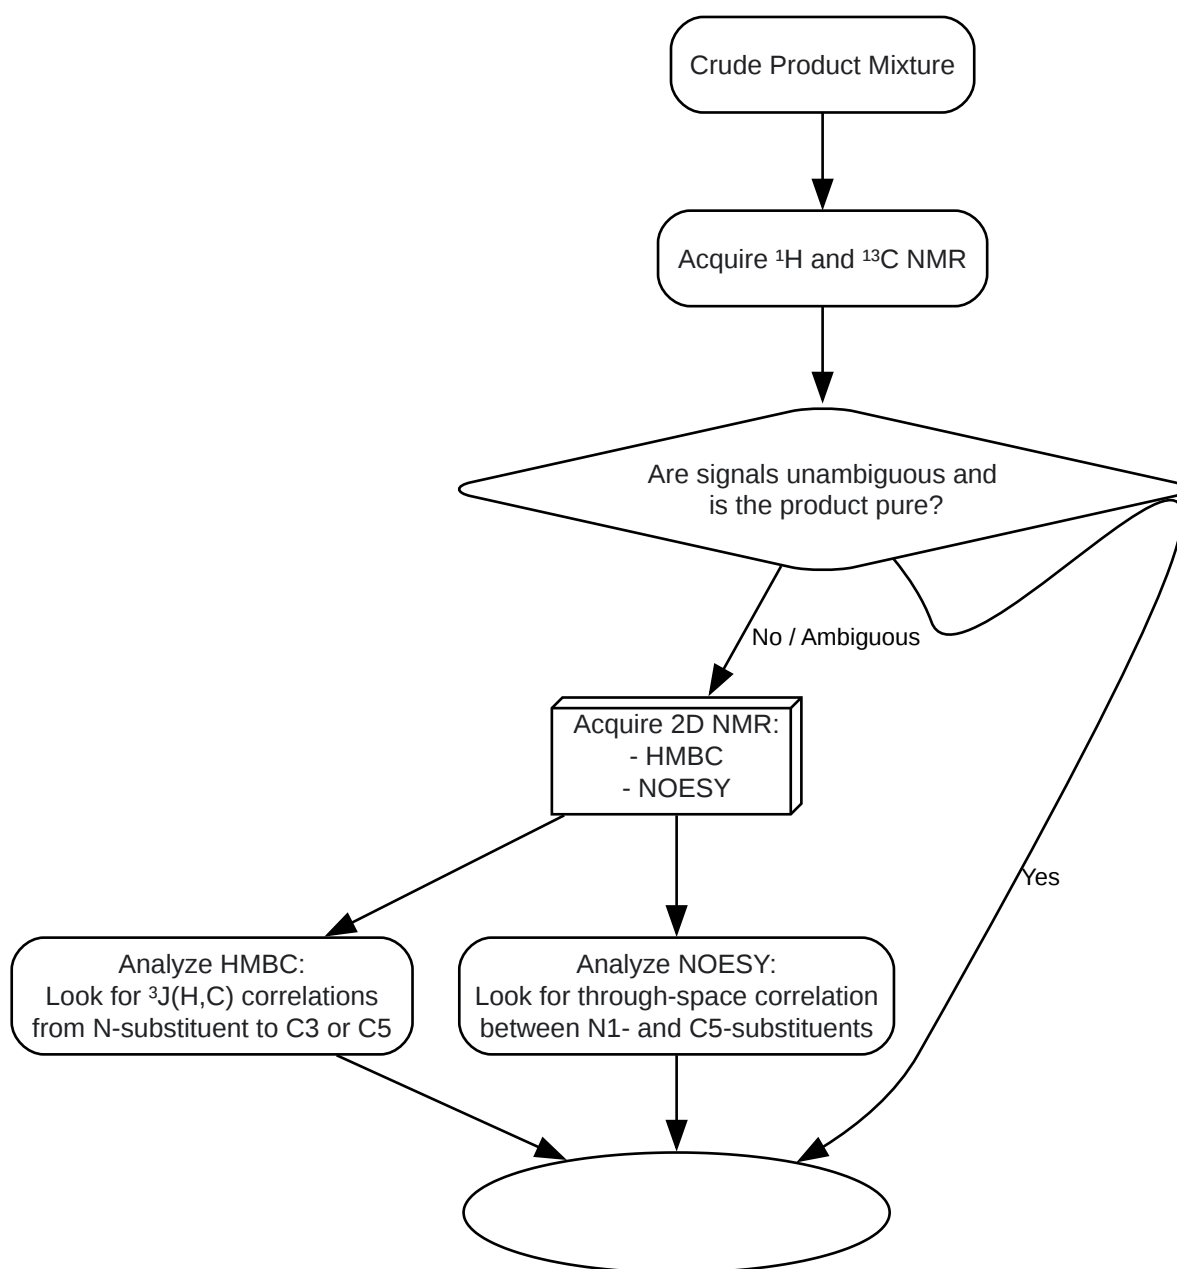 Crude Product Mixture
Acquire ¹H and ¹³C NMR
Are signals unambiguous and
is the product pure?
No / Ambiguous
Acquire 2D NMR:
- HMBC
- NOESY
Yes
Analyze HMBC:
Look for ³J(H,C) correlations
from N-substituent to C3 or C5
Analyze NOESY:
Look for through-space correlation
between N1- and C5-substituents